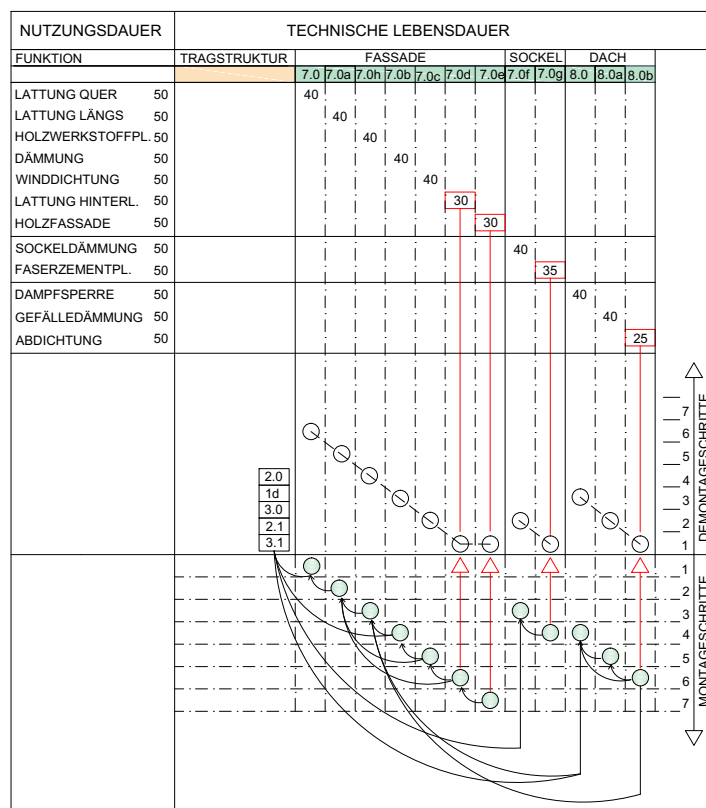 NUTZUNGSDAUER TECHNISCHE LEBENSDAUER
FUNKTION TRAGSTRUKTUR FASSADE SOCKEL DACH
7.0 7.0a 7.0h 7.0b 7.0c 7.0d 7.0e 7.0f 7.0g 8.0 8.0a 8.0b
LATTUNG QUER 50 40
LATTUNG LÄNGS 50 40
HOLZWERKSTOFFPL. 50 40
DÄMMUNG 50 40
WINDDICHTUNG 50 40
LATTUNG HINTERL. 50 30
HOLZFASSADE 50 30
SOCKELDÄMMUNG 50 40
FASERZEMENTPL. 50 35
DAMPFSPERRE 50 40
GEFÄLLEDÄMMUNG 50 40
ABDICHTUNG 50 25
7
6
5
4
3
2
1
DEMONTAGESCHRITTE
2.0
1d
3.0
2.1
3.1
1
2
3
4
5
6
7
MONTAGESCHRITTE